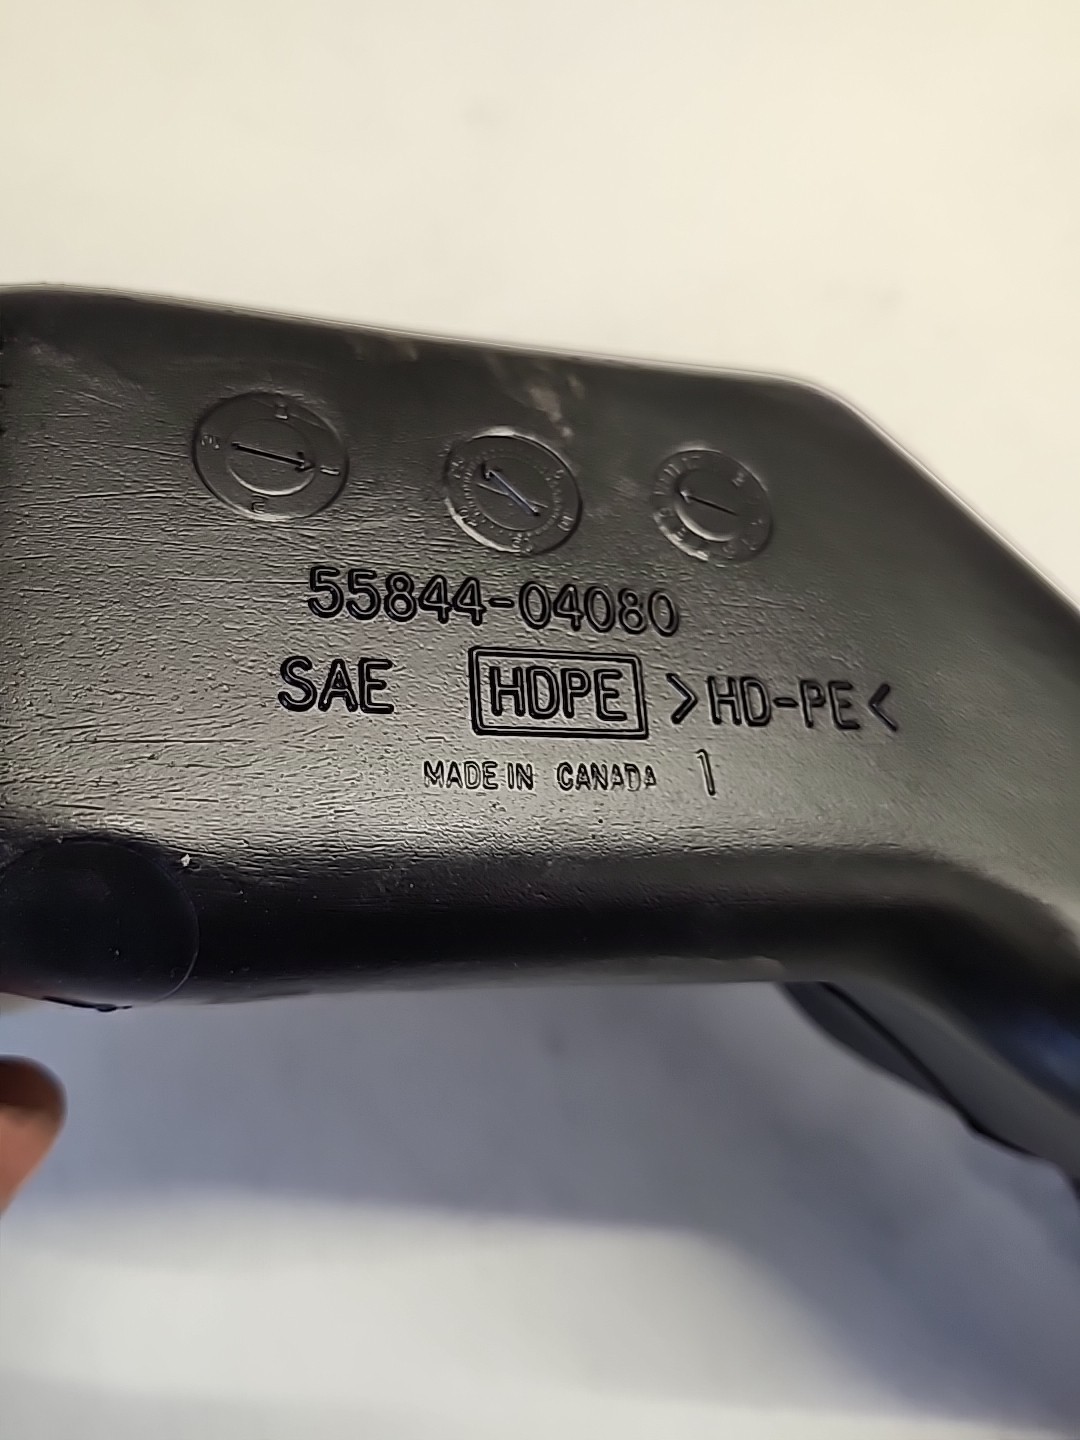 55844-04080
SAE HDPE >HD-PE<
MADE IN CANADA 1